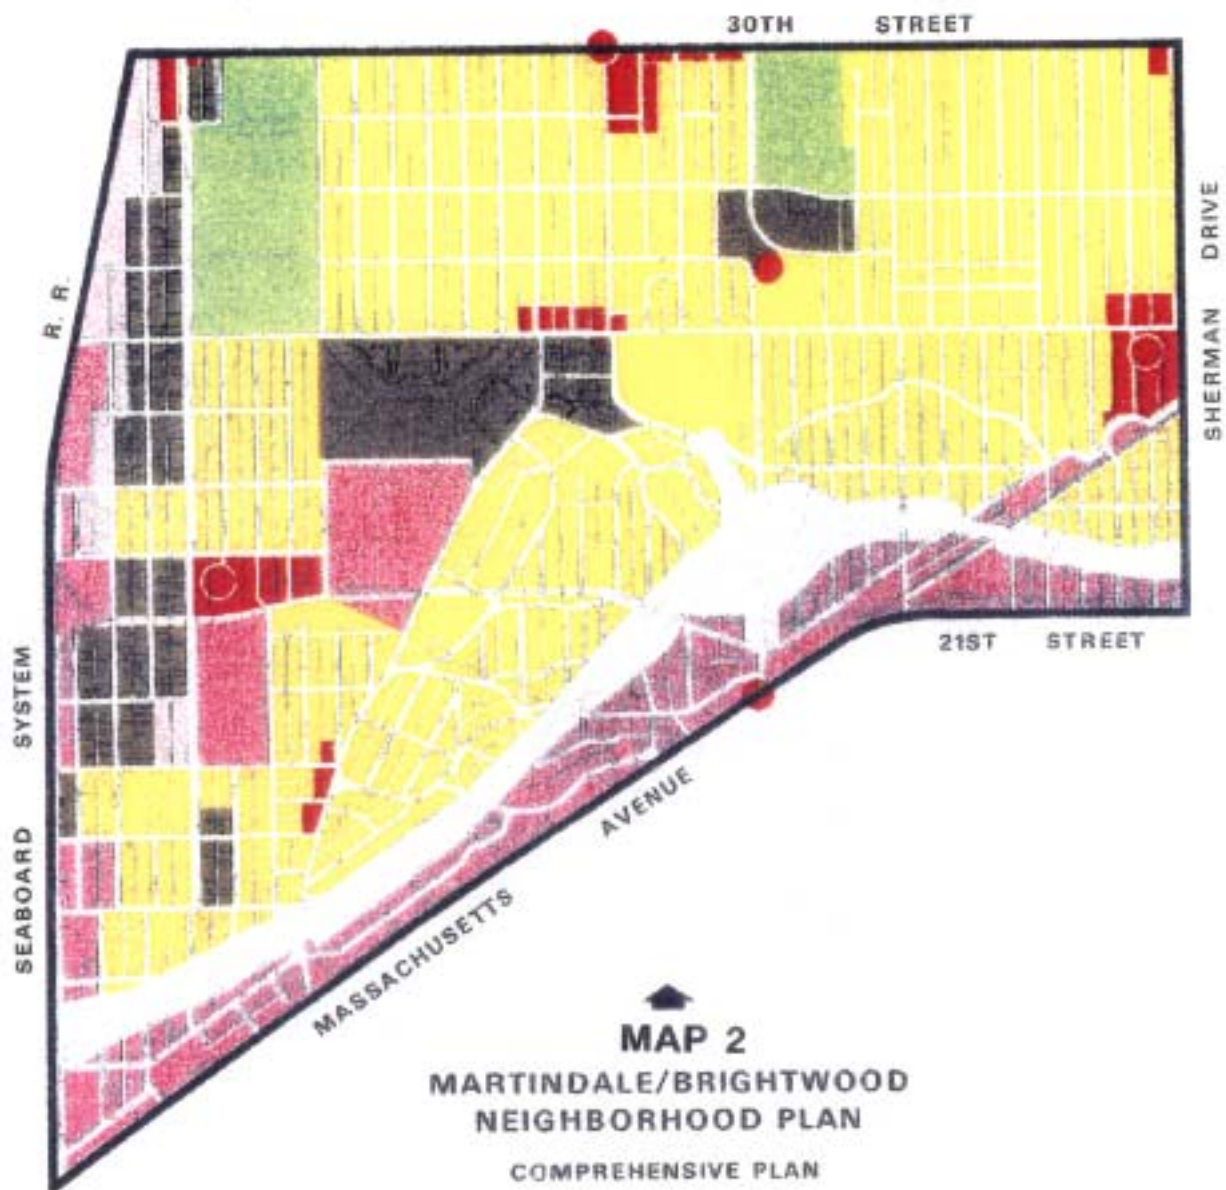 30TH STREET
R. R.
SHERMAN DRIVE
21ST STREET
SEABOARD SYSTEM
MASSACHUSETTS AVENUE
MAP 2
MARTINDALE/BRIGHTWOOD
NEIGHBORHOOD PLAN
COMPREHENSIVE PLAN